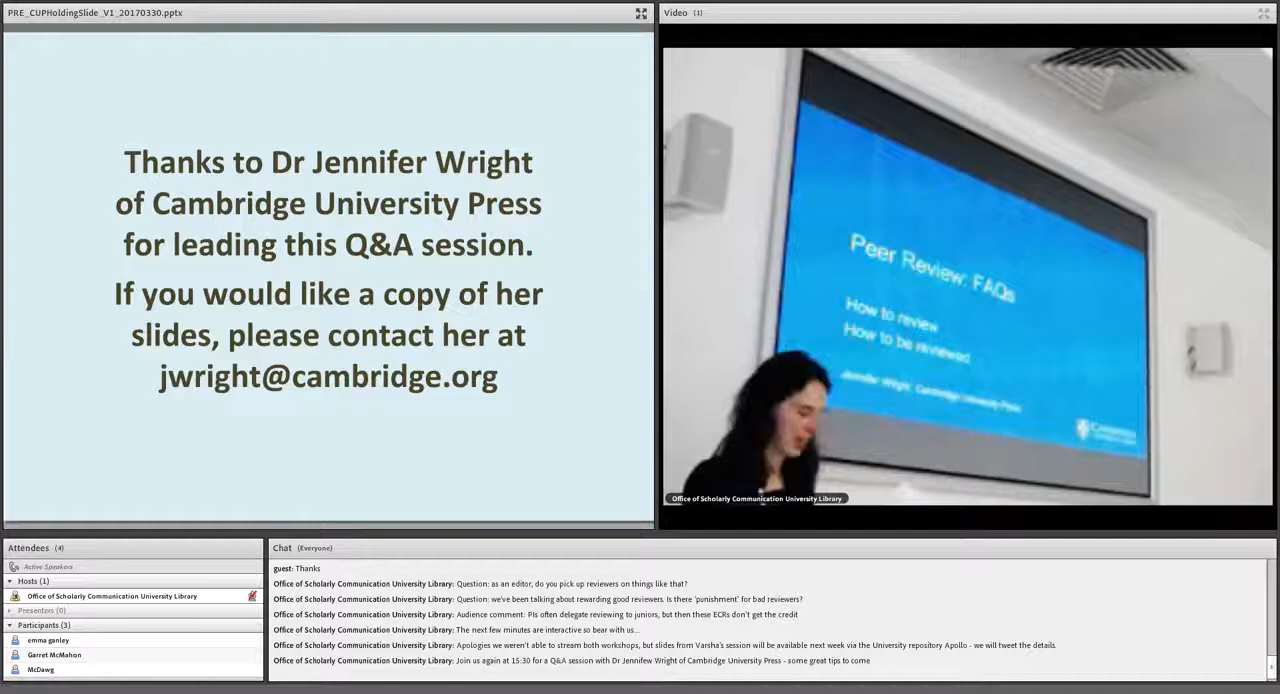 PRE_CUPHoldingSlide_V1_20170330.pptx
Thanks to Dr Jennifer Wright
of Cambridge University Press
for leading this Q&A session.
If you would like a copy of her
slides, please contact her at
jwright@cambridge.org
Video (1)
Peer Review: FAQs
How to review
How to be reviewed
Jennifer Wright, Cambridge University Press
Office of Scholarly Communication University Library
Attendees (4)
Active Speakers
Hosts (1)
Office of Scholarly Communication University Library
Presenters (0)
Participants (3)
emma ganley
Garret McMahon
McDawg
Chat (Everyone)
guest: Thanks
Office of Scholarly Communication University Library: Question: as an editor, do you pick up reviewers on things like that?
Office of Scholarly Communication University Library: Question: we've been talking about rewarding good reviewers. Is there 'punishment' for bad reviewers?
Office of Scholarly Communication University Library: Audience comment: PIs often delegate reviewing to juniors, but then these ECRs don't get the credit
Office of Scholarly Communication University Library: The next few minutes are interactive so bear with us...
Office of Scholarly Communication University Library: Apologies we weren't able to stream both workshops, but slides from Varsha's session will be available next week via the University repository Apollo - we will tweet the details.
Office of Scholarly Communication University Library: Join us again at 15:30 for a Q&A session with Dr Jennifew Wright of Cambridge University Press - some great tips to come